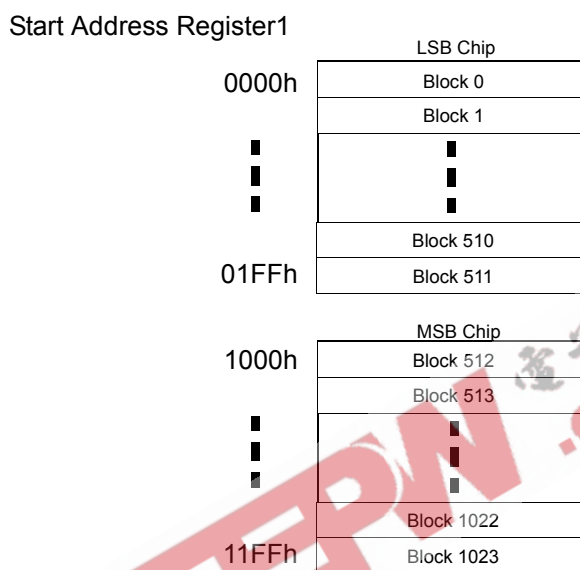 Start Address Register1
LSB Chip
0000h Block 0
Block 1
Block 510
01FFh Block 511
MSB Chip
1000h Block 512
Block 513
Block 1022
11FFh Block 1023